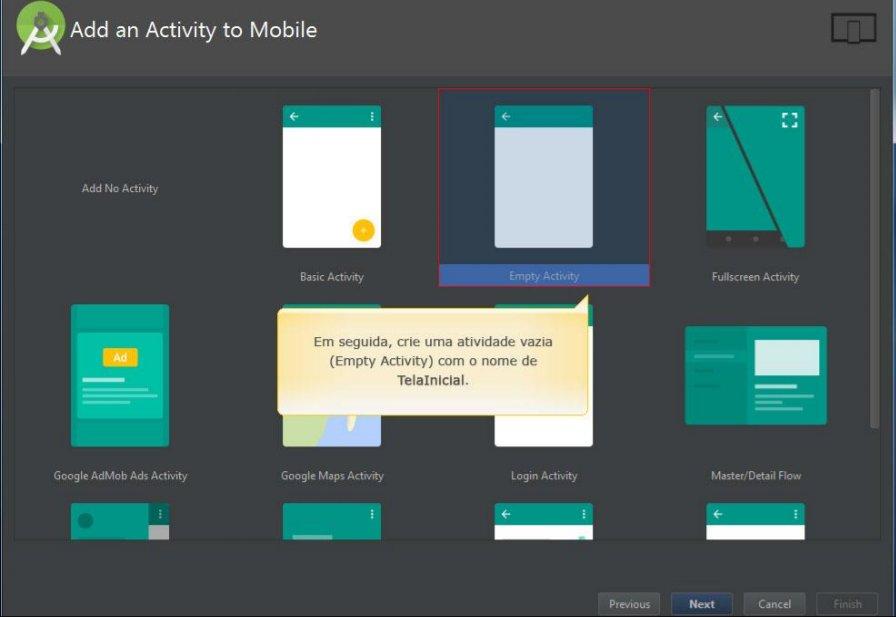 Add an Activity to Mobile
Add No Activity
Basic Activity
Empty Activity
Fullscreen Activity
Em seguida, crie uma atividade vazia
(Empty Activity) com o nome de
TelaInicial.
Ad
Google AdMob Ads Activity
Google Maps Activity
Login Activity
Master/Detail Flow
Previous
Next
Cancel
Finish